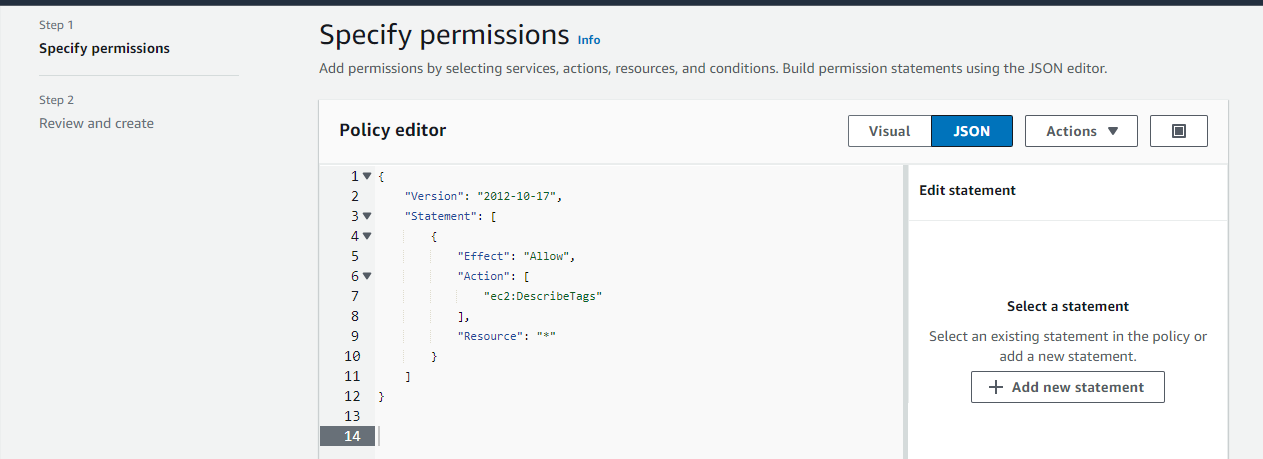 Step 1
Specify permissions
Step 2
Review and create
Specify permissions Info
Add permissions by selecting services, actions, resources, and conditions. Build permission statements using the JSON editor.
Policy editor
Visual
JSON
Actions
1 {
2 "Version": "2012-10-17",
3 "Statement": [
4 {
5 "Effect": "Allow",
6 "Action": [
7 "ec2:DescribeTags"
8 ],
9 "Resource": "*"
10 }
11 ]
12 }
13
14
Edit statement
Select a statement
Select an existing statement in the policy or
add a new statement.
+ Add new statement